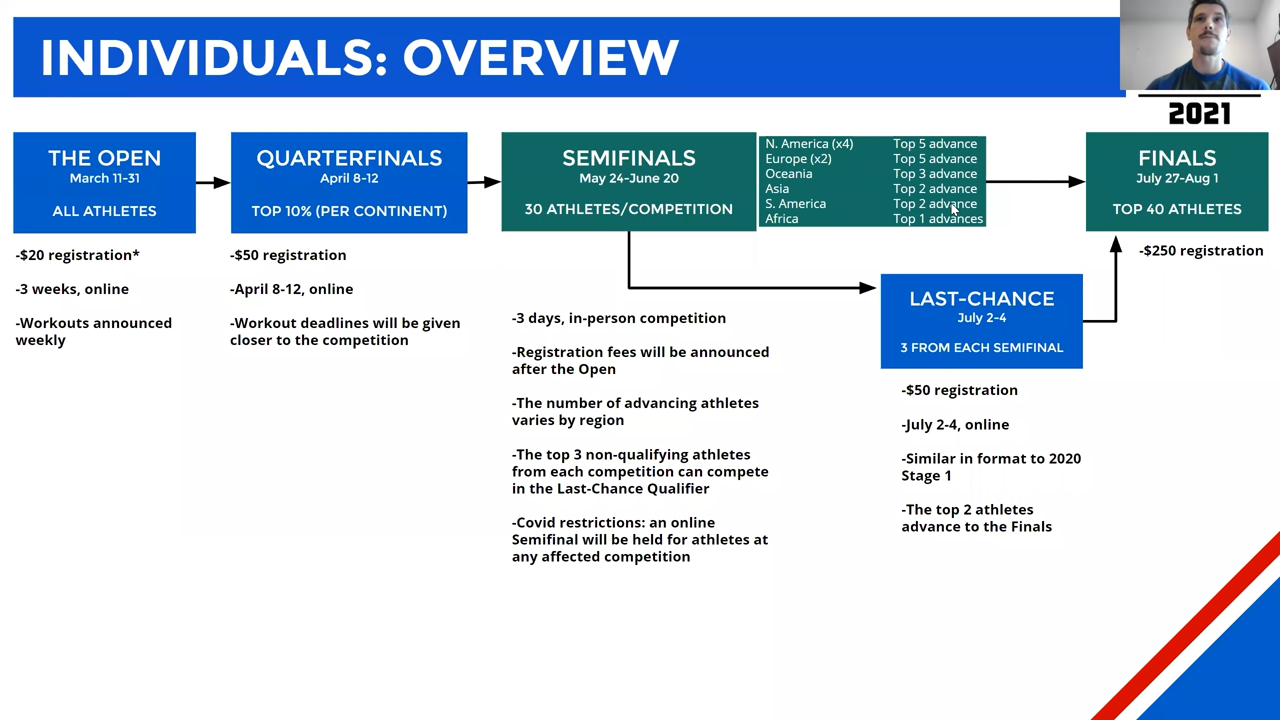 INDIVIDUALS: OVERVIEW
2021
THE OPEN
March 11-31
ALL ATHLETES
-$20 registration*
-3 weeks, online
-Workouts announced
weekly
QUARTERFINALS
April 8-12
TOP 10% (PER CONTINENT)
-$50 registration
-April 8-12, online
-Workout deadlines will be given
closer to the competition
SEMIFINALS
May 24-June 20
30 ATHLETES/COMPETITION
N. America (x4) Top 5 advance
Europe (x2) Top 5 advance
Oceania Top 3 advance
Asia Top 2 advance
S. America Top 2 advance
Africa Top 1 advances
-3 days, in-person competition
-Registration fees will be announced
after the Open
-The number of advancing athletes
varies by region
-The top 3 non-qualifying athletes
from each competition can compete
in the Last-Chance Qualifier
-Covid restrictions: an online
Semifinal will be held for athletes at
any affected competition
LAST-CHANCE
July 2-4
3 FROM EACH SEMIFINAL
-$50 registration
-July 2-4, online
-Similar in format to 2020
Stage 1
-The top 2 athletes
advance to the Finals
FINALS
July 27-Aug 1
TOP 40 ATHLETES
-$250 registration